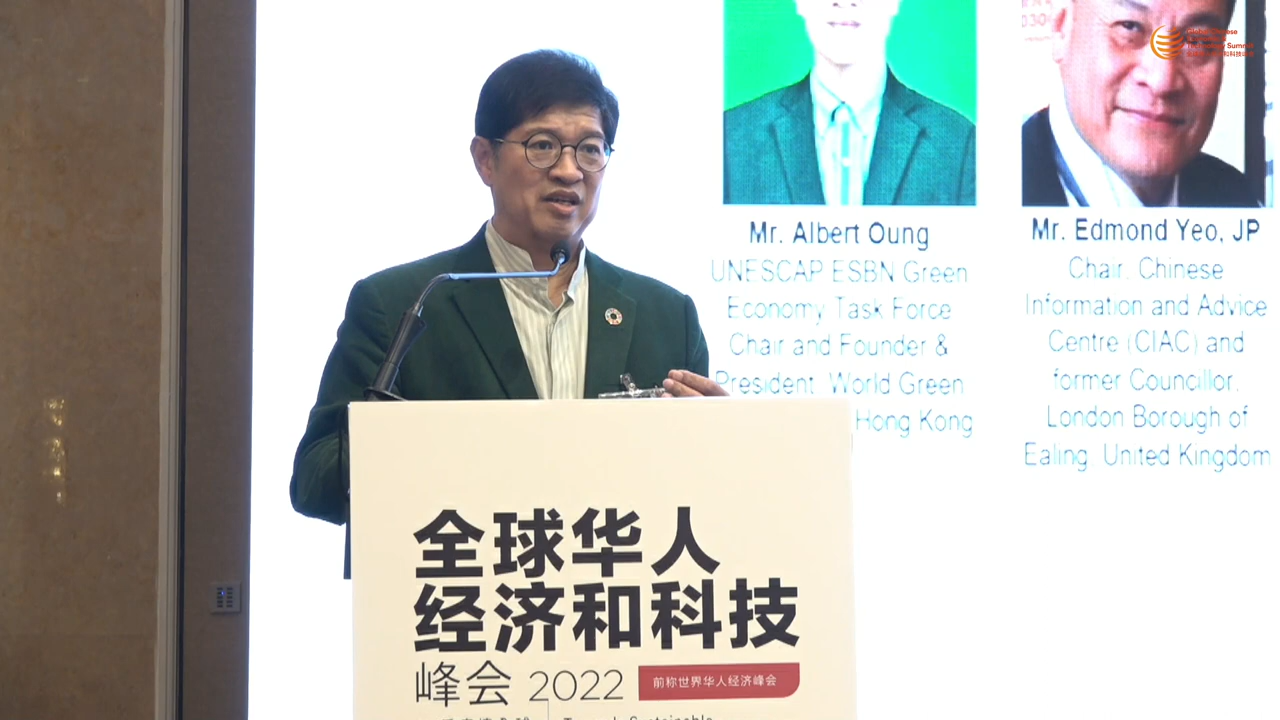 Mr. Albert Oung
UNESCAP ESBN Green
Economy Task Force
Chair and Founder &
President, World Green
Hong Kong
Mr. Edmond Yeo, JP
Chair, Chinese
Information and Advice
Centre (CIAC) and
former Councillor,
London Borough of
Ealing, United Kingdom
全球华人
经济和科技
峰会 2022
前称世界华人经济峰会
Towards Sustainable